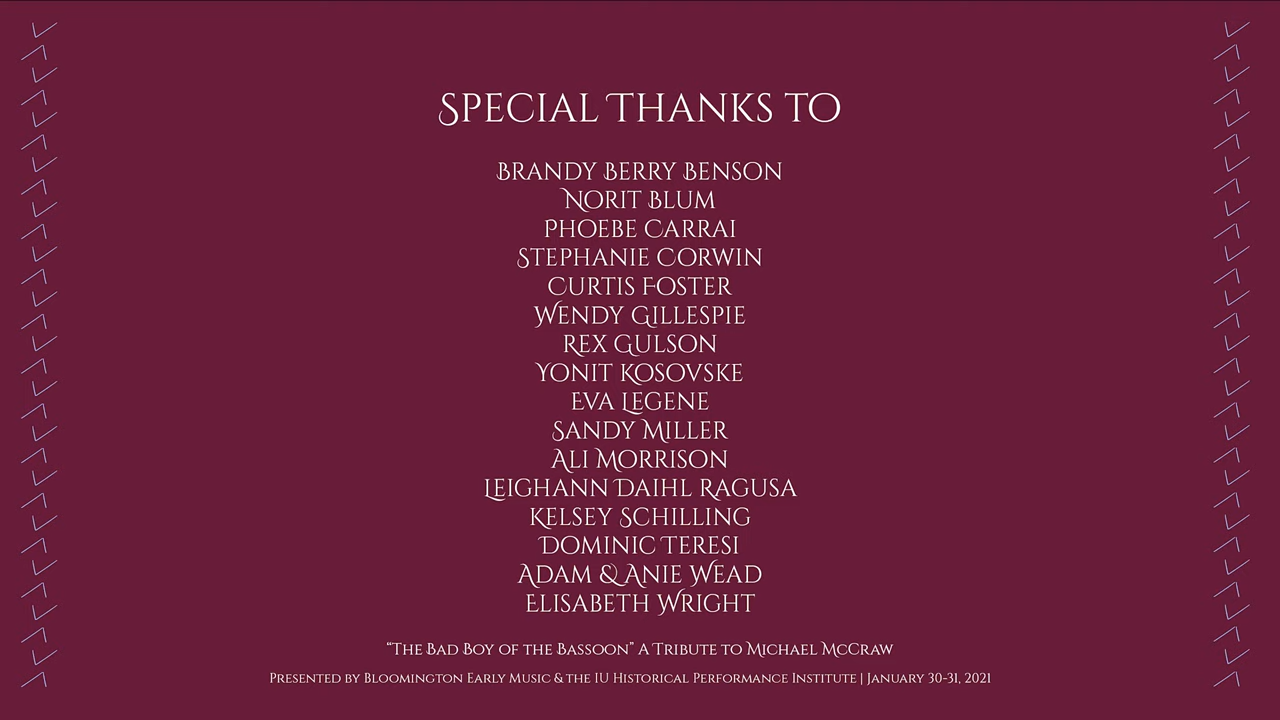 Special Thanks to
Brandy Berry Benson
Norit Blum
Phoebe Carrai
Stephanie Corwin
Curtis Foster
Wendy Gillespie
Rex Gulson
Yonit Kosovske
Eva Legene
Sandy Miller
Ali Morrison
Leighann Daihl Ragusa
Kelsey Schilling
Dominic Teresi
Adam & Anie Wead
Elisabeth Wright
“The Bad Boy of the Bassoon” A Tribute to Michael McCraw
Presented by Bloomington Early Music & the IU Historical Performance Institute | January 30-31, 2021